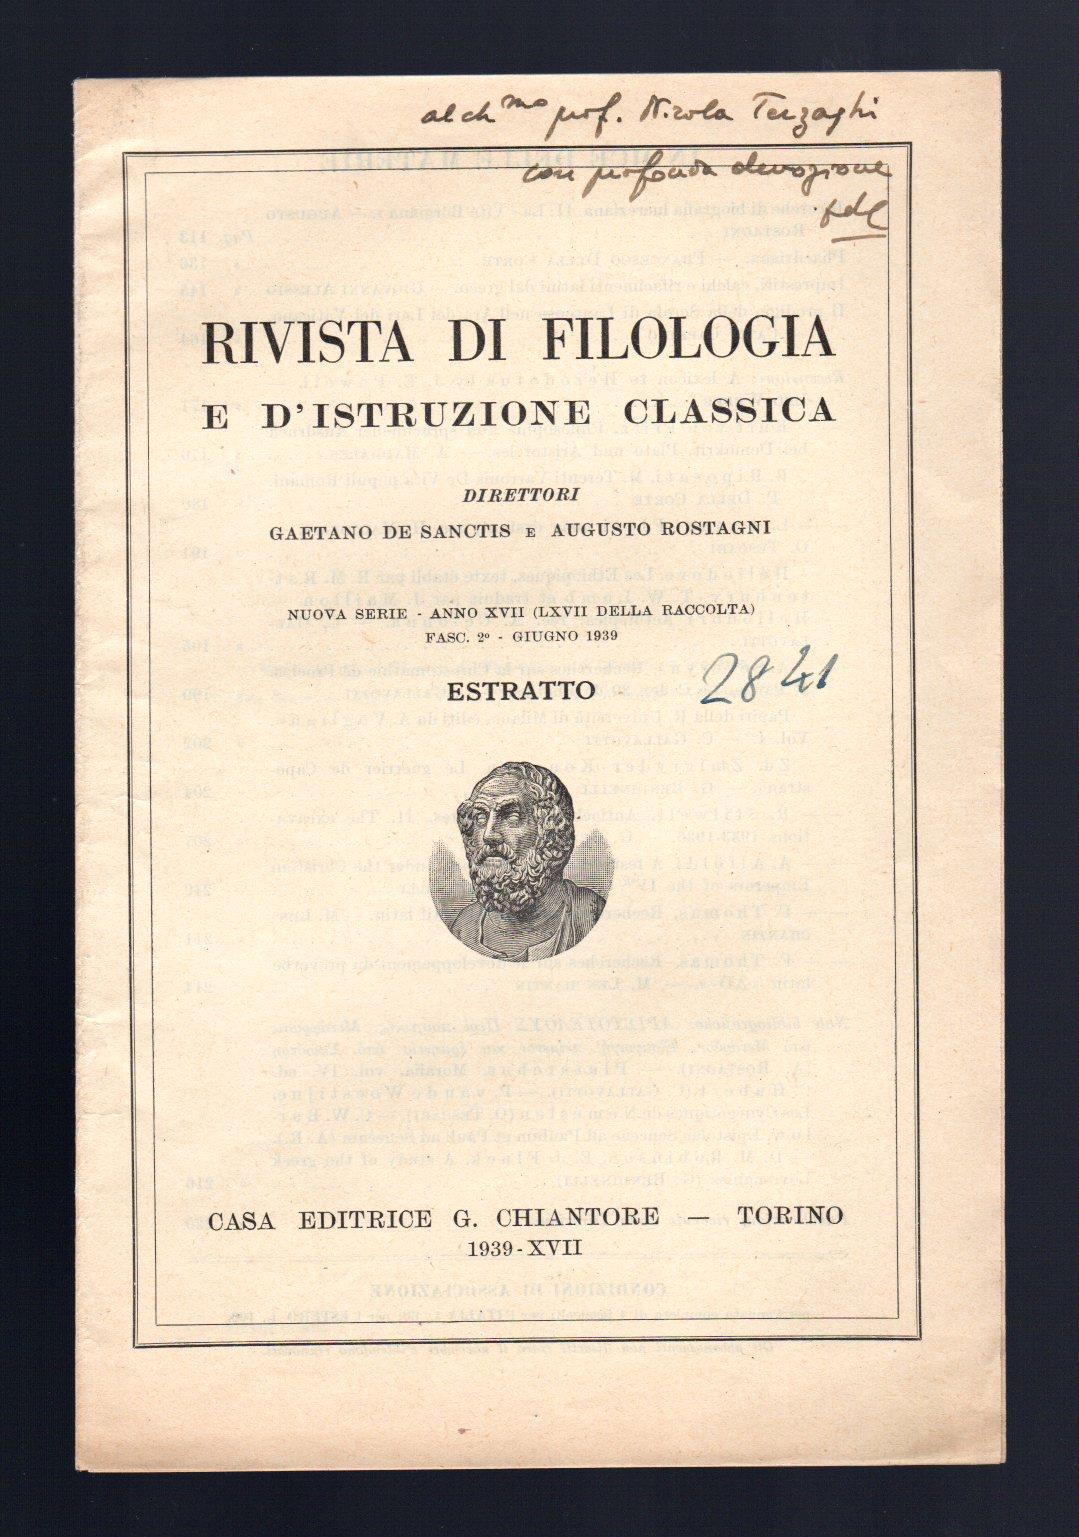 al ch^mo prof. Nicola Terzaghi
con profonda devozione
fdC
RIVISTA DI FILOLOGIA
E D'ISTRUZIONE CLASSICA
DIRETTORI
GAETANO DE SANCTIS E AUGUSTO ROSTAGNI
NUOVA SERIE - ANNO XVII (LXVII DELLA RACCOLTA)
FASC. 2º - GIUGNO 1939
ESTRATTO
2841
CASA EDITRICE G. CHIANTORE — TORINO
1939-XVII